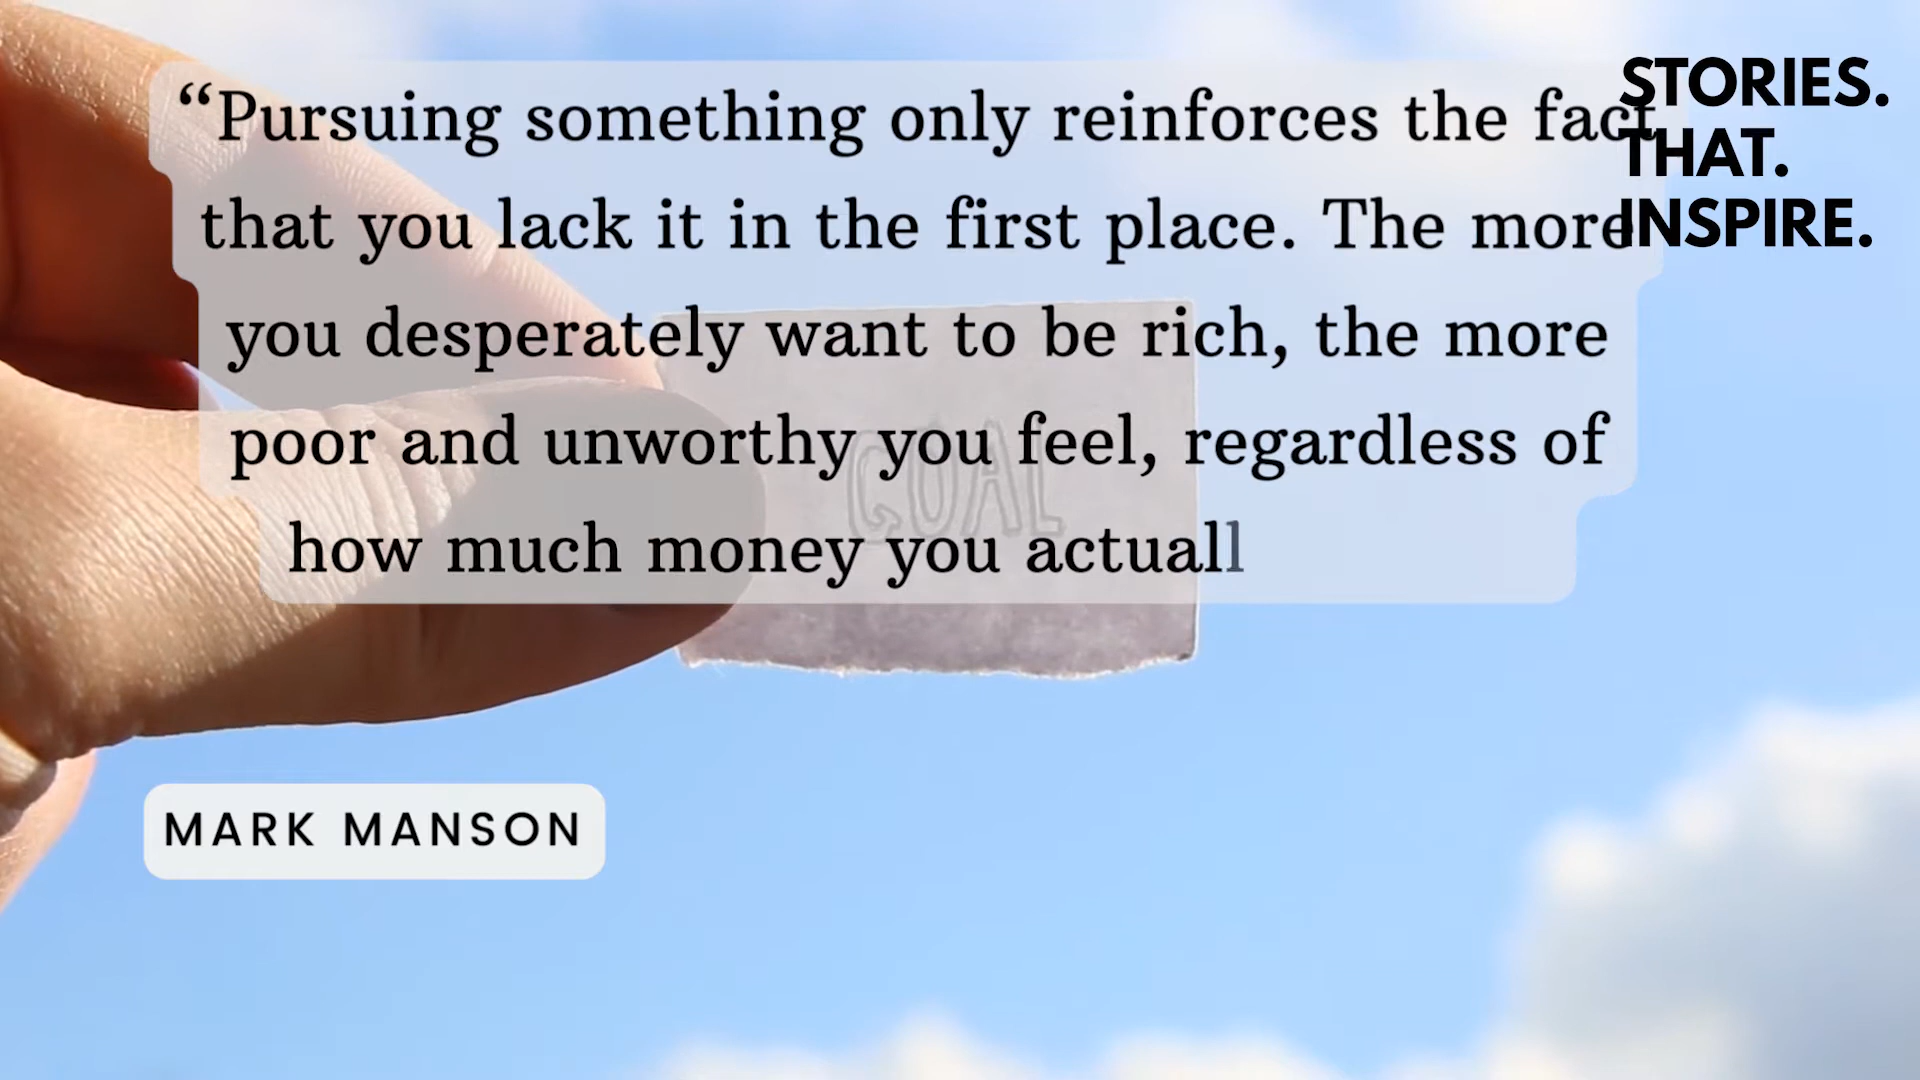 “Pursuing something only reinforces the fact
that you lack it in the first place. The more
you desperately want to be rich, the more
poor and unworthy you feel, regardless of
how much money you actuall
STORIES.
THAT.
INSPIRE.
GOAL
MARK MANSON